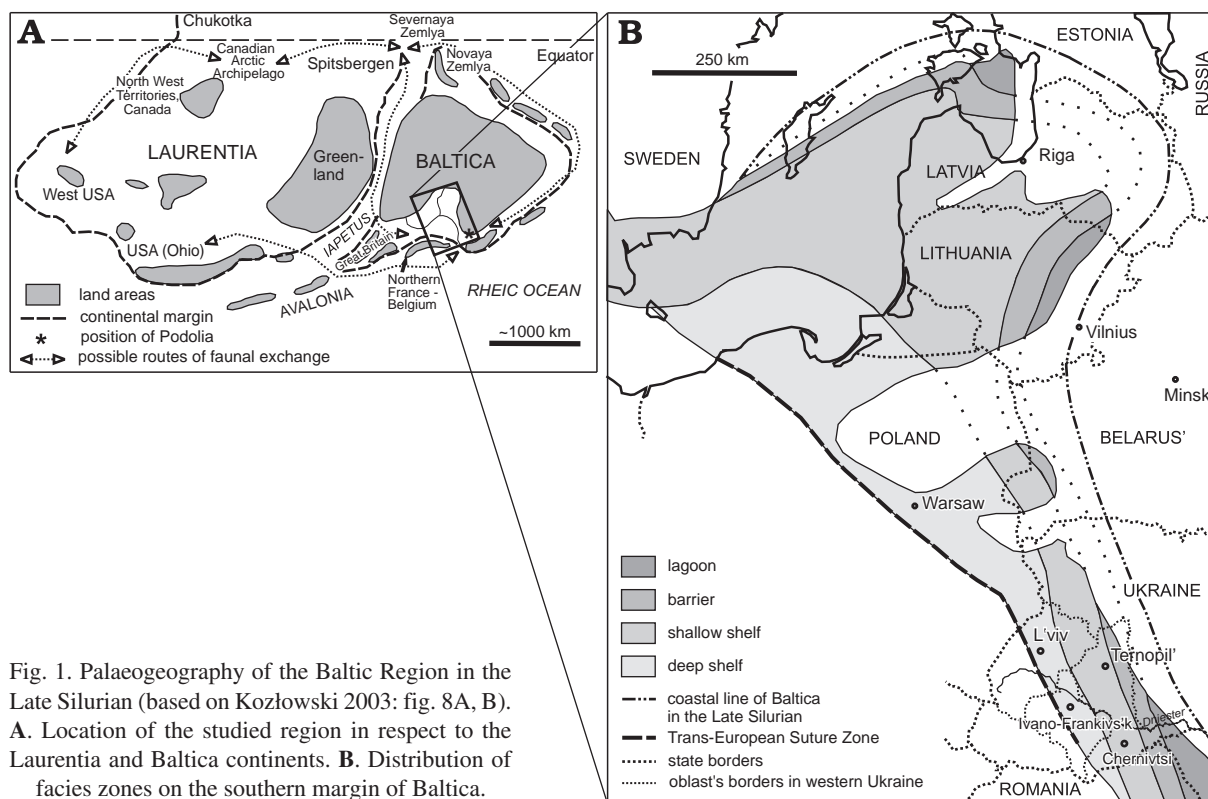 A
Chukotka
Severnaya
Zemlya
Canadian
Arctic
Archipelago
Spitsbergen
Novaya
Zemlya
Equator
North West
Territories,
Canada
LAURENTIA
Green-
land
BALTICA
West USA
IAPETUS
Great Britain
USA (Ohio)
*
Northern
France -
Belgium
AVALONIA
RHEIC OCEAN
land areas
continental margin
* position of Podolia
possible routes of faunal exchange
~1000 km
B
250 km
ESTONIA
RUSSIA
SWEDEN
LATVIA
Riga
LITHUANIA
Vilnius
Minsk
POLAND
BELARUS’
Warsaw
UKRAINE
L’viv
Ternopil’
Ivano-Frankivs’k
Dniester
Chernivtsi
ROMANIA
lagoon
barrier
shallow shelf
deep shelf
coastal line of Baltica
in the Late Silurian
Trans-European Suture Zone
state borders
oblast’s borders in western Ukraine
Fig. 1. Palaeogeography of the Baltic Region in the
Late Silurian (based on Kozłowski 2003: fig. 8A, B).
A. Location of the studied region in respect to the
Laurentia and Baltica continents. B. Distribution of
facies zones on the southern margin of Baltica.